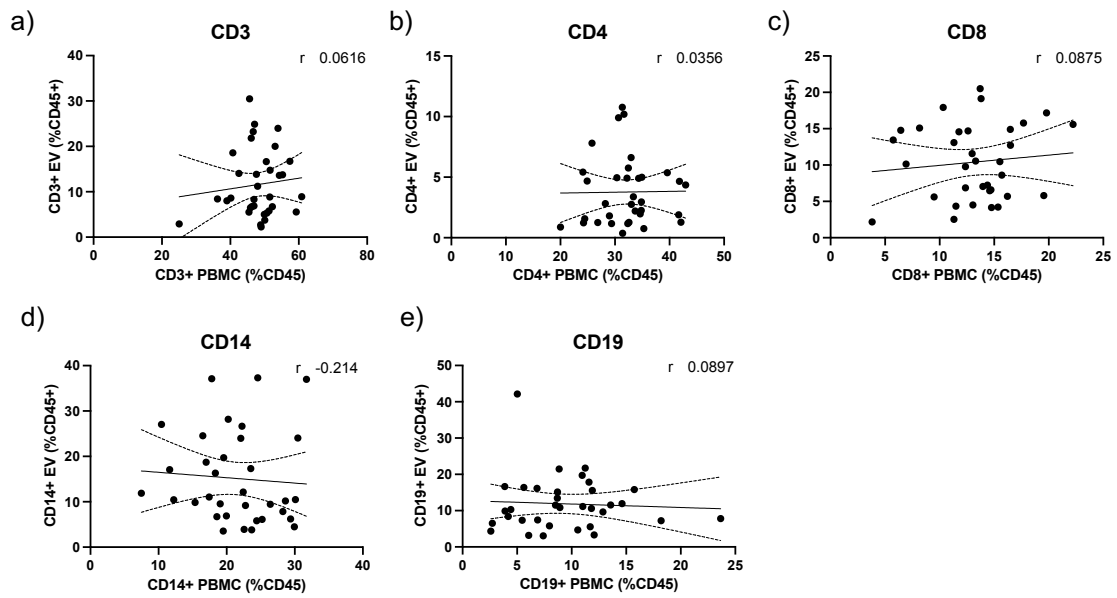 a)
CD3
r 0.0616
CD3+ EV (%CD45+)
40
30
20
10
0
0 20 40 60 80
CD3+ PBMC (%CD45)
b)
CD4
r 0.0356
CD4+ EV (%CD45+)
15
10
5
0
0 10 20 30 40 50
CD4+ PBMC (%CD45)
c)
CD8
r 0.0875
CD8+ EV (%CD45+)
25
20
15
10
5
0
0 5 10 15 20 25
CD8+ PBMC (%CD45)
d)
CD14
r -0.214
CD14+ EV (%CD45+)
40
30
20
10
0
0 10 20 30 40
CD14+ PBMC (%CD45)
e)
CD19
r 0.0897
CD19+ EV (%CD45+)
50
40
30
20
10
0
0 5 10 15 20 25
CD19+ PBMC (%CD45)